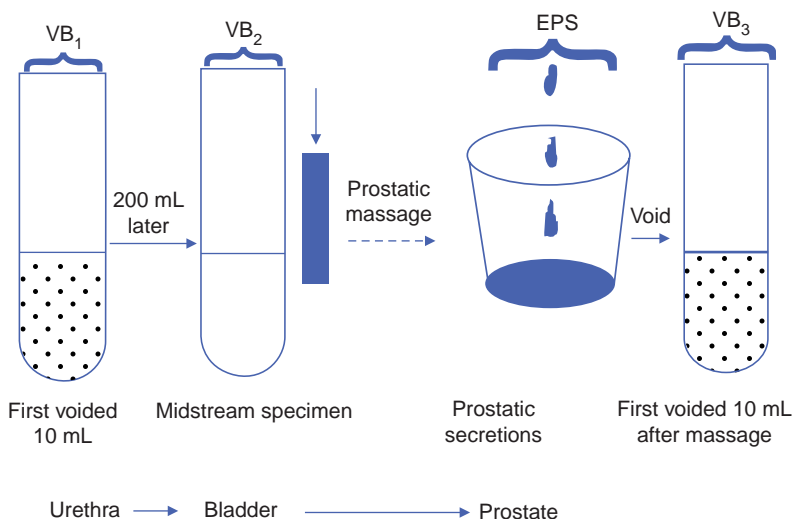 VB1
VB2
EPS
VB3
200 mL
later
Prostatic
massage
Void
First voided
10 mL
Midstream specimen
Prostatic
secretions
First voided 10 mL
after massage
Urethra
Bladder
Prostate